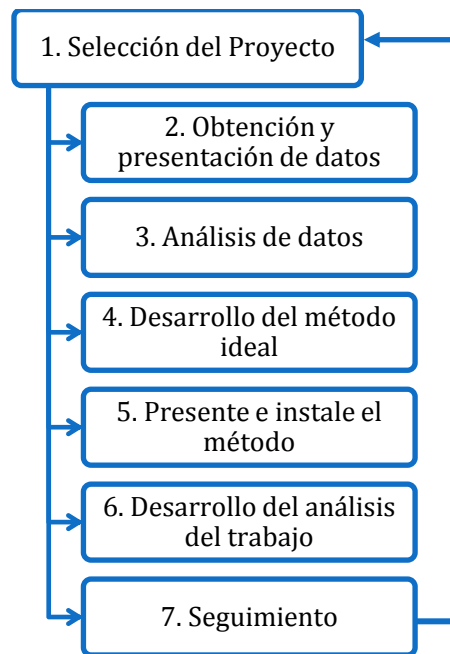 1. Selección del Proyecto
2. Obtención y
presentación de datos
3. Análisis de datos
4. Desarrollo del método
ideal
5. Presente e instale el
método
6. Desarrollo del análisis
del trabajo
7. Seguimiento